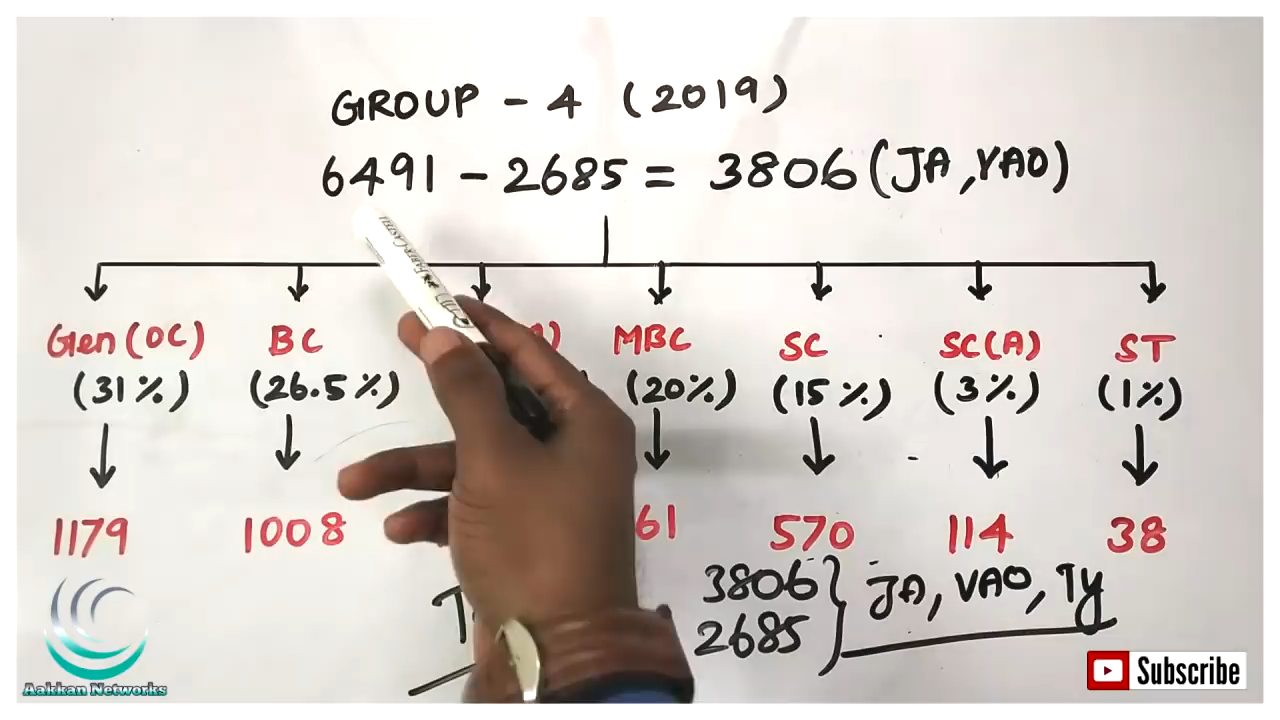 GROUP - 4 (2019)
6491 - 2685 = 3806 (JA, VAO)
Gen (OC) BC MBC SC SC(A) ST
(31%) (26.5%) (20%) (15%) (3%) (1%)
1179 1008 61 570 114 38
3806
2685
JA, VAO, Ty
Aakkan Networks
Subscribe